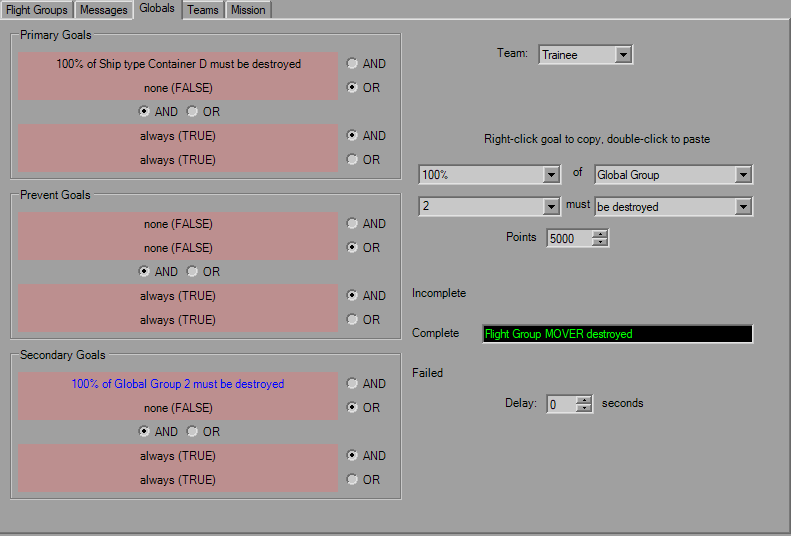 Flight Groups Messages Globals Teams Mission
Primary Goals
100% of Ship type Container D must be destroyed
AND
none (FALSE)
OR
AND OR
always (TRUE)
AND
always (TRUE)
OR
Prevent Goals
none (FALSE)
AND
none (FALSE)
OR
AND OR
always (TRUE)
AND
always (TRUE)
OR
Secondary Goals
100% of Global Group 2 must be destroyed
AND
none (FALSE)
OR
AND OR
always (TRUE)
AND
always (TRUE)
OR
Team: Trainee
Right-click goal to copy, double-click to paste
100% of Global Group
2 must be destroyed
Points 5000
Incomplete
Complete Flight Group MOVER destroyed
Failed
Delay: 0 seconds